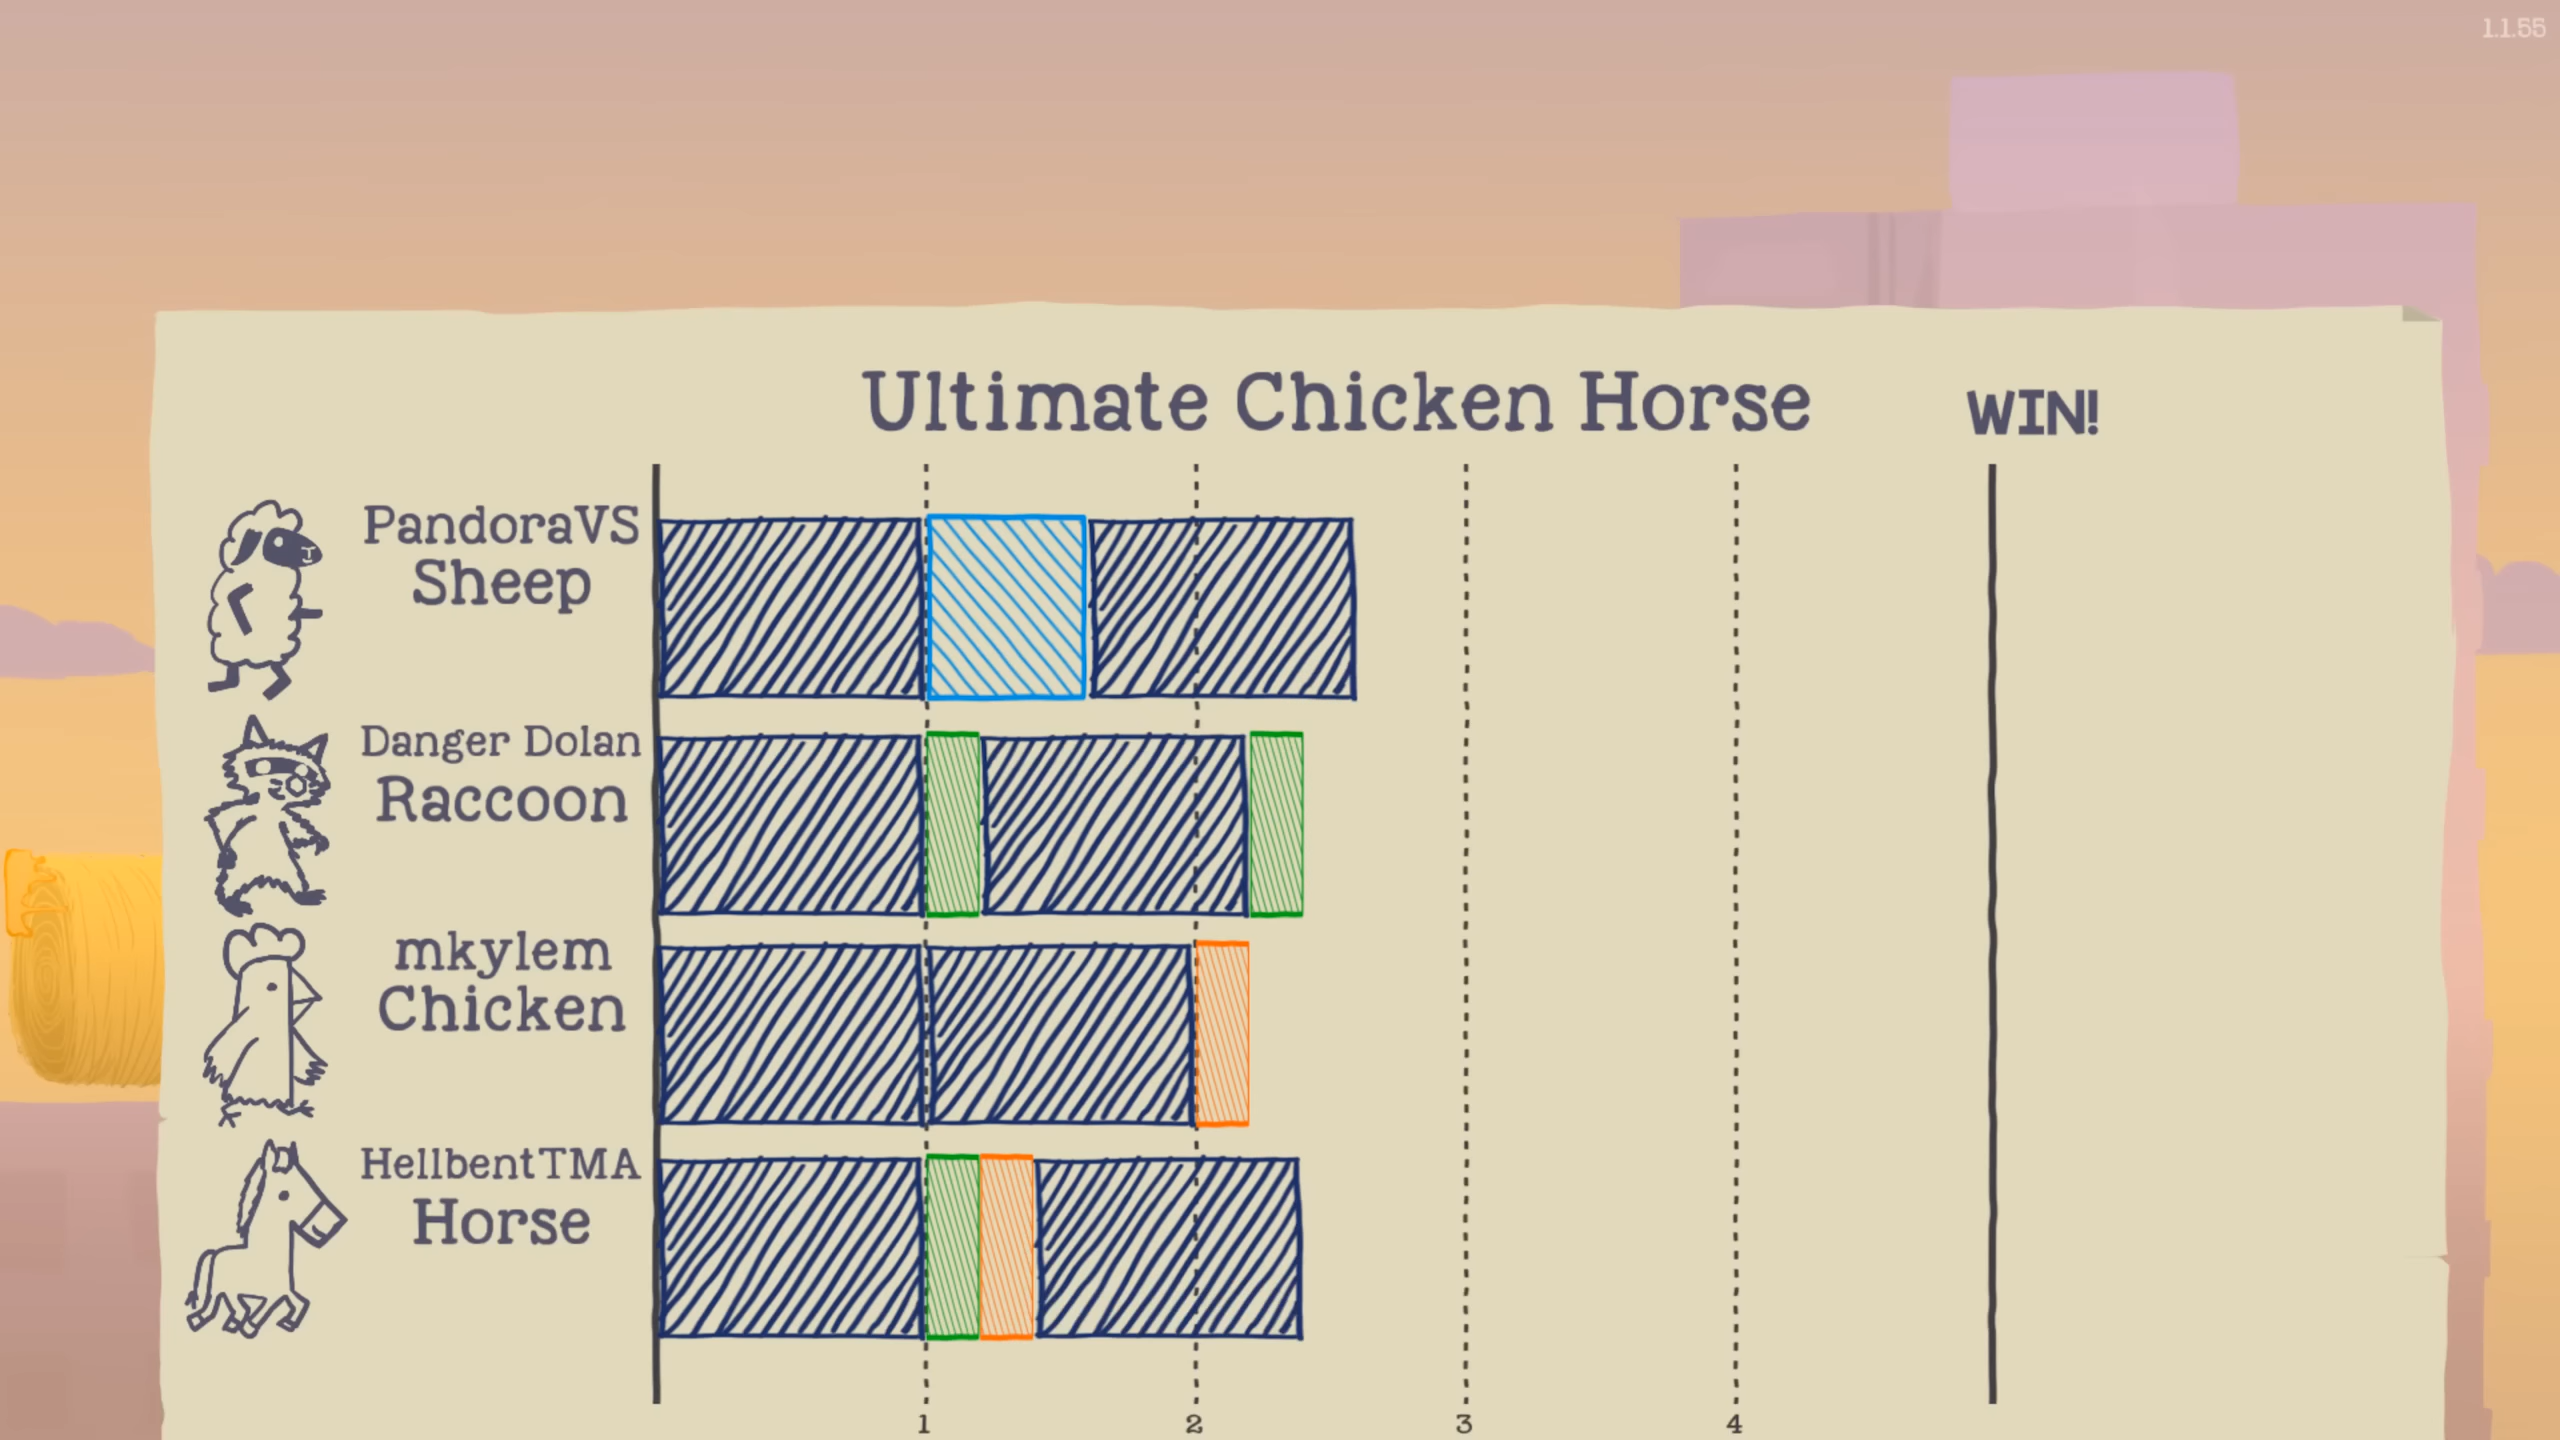 1.1.55
Ultimate Chicken Horse
WIN!
PandoraVS
Sheep
Danger Dolan
Raccoon
mkylem
Chicken
HellbentTMA
Horse
1 2 3 4